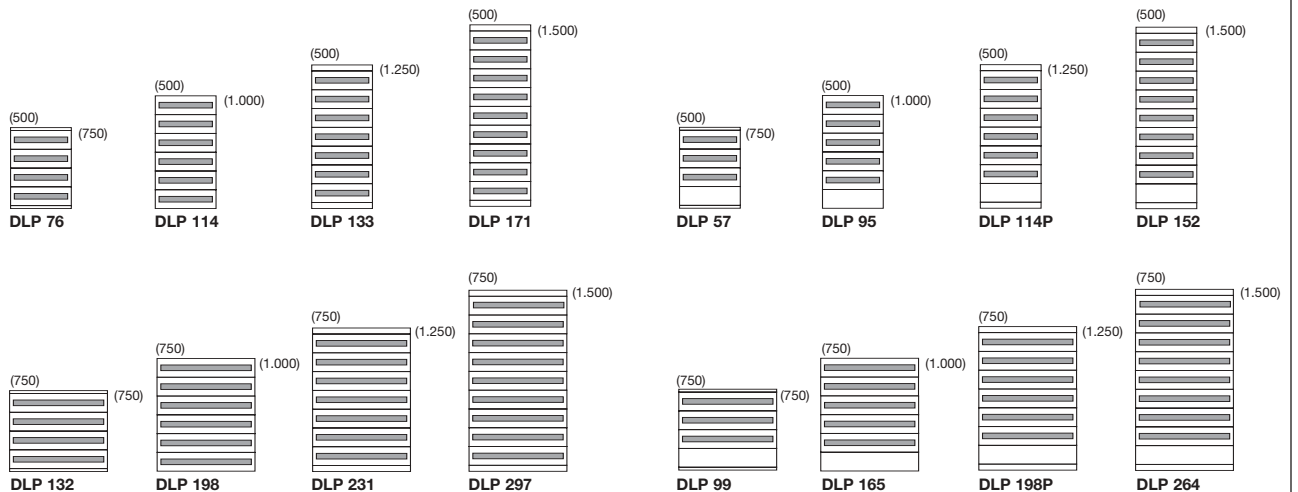 (500) (750) DLP 76
(500) (1.000) DLP 114
(500) (1.250) DLP 133
(500) (1.500) DLP 171
(500) (750) DLP 57
(500) (1.000) DLP 95
(500) (1.250) DLP 114P
(500) (1.500) DLP 152
(750) (750) DLP 132
(750) (1.000) DLP 198
(750) (1.250) DLP 231
(750) (1.500) DLP 297
(750) (750) DLP 99
(750) (1.000) DLP 165
(750) (1.250) DLP 198P
(750) (1.500) DLP 264